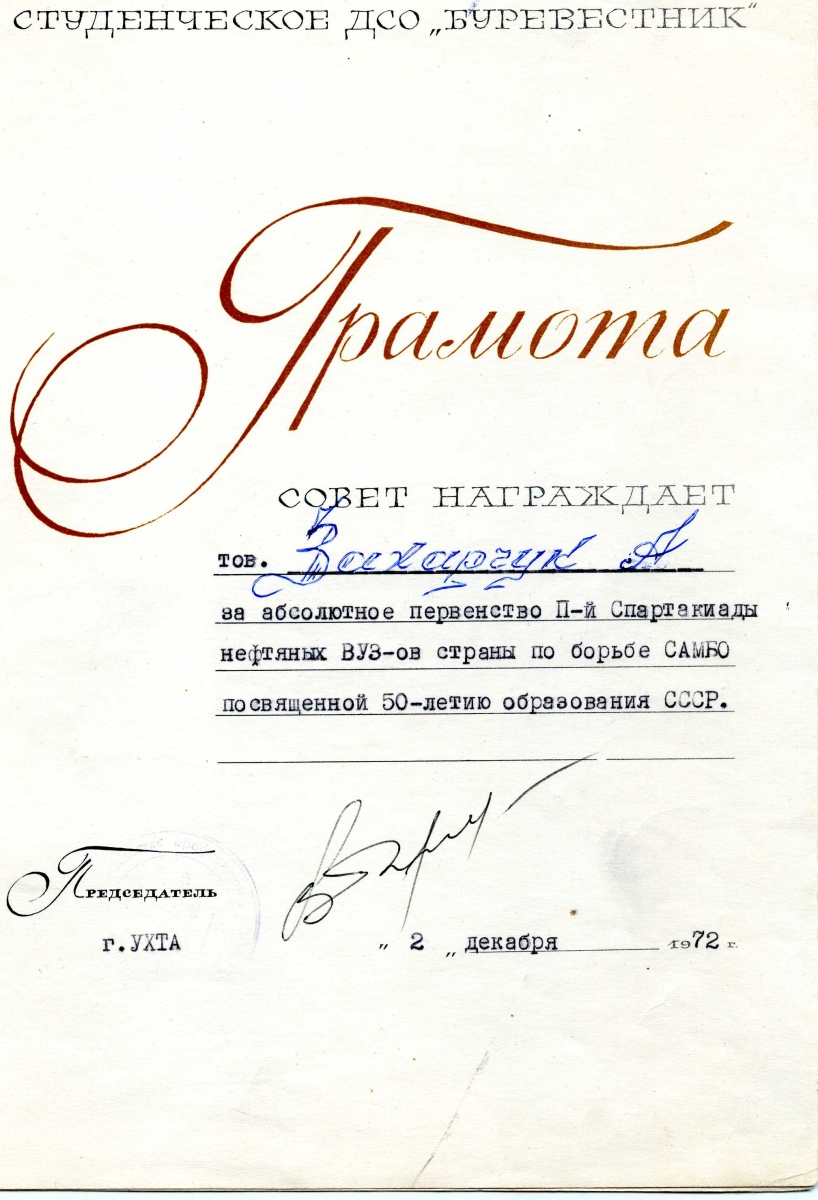 СТУДЕНЧЕСКОЕ ДСО „БУРЕВЕСТНИК“
Грамота
СОВЕТ НАГРАЖДАЕТ
тов. Захарчук А
за абсолютное первенство П-й Спартакиады
нефтяных ВУЗ-ов страны по борьбе САМБО
посвященной 50-летию образования СССР.
Председатель
г.УХТА „ 2 „ декабря 1972 г.